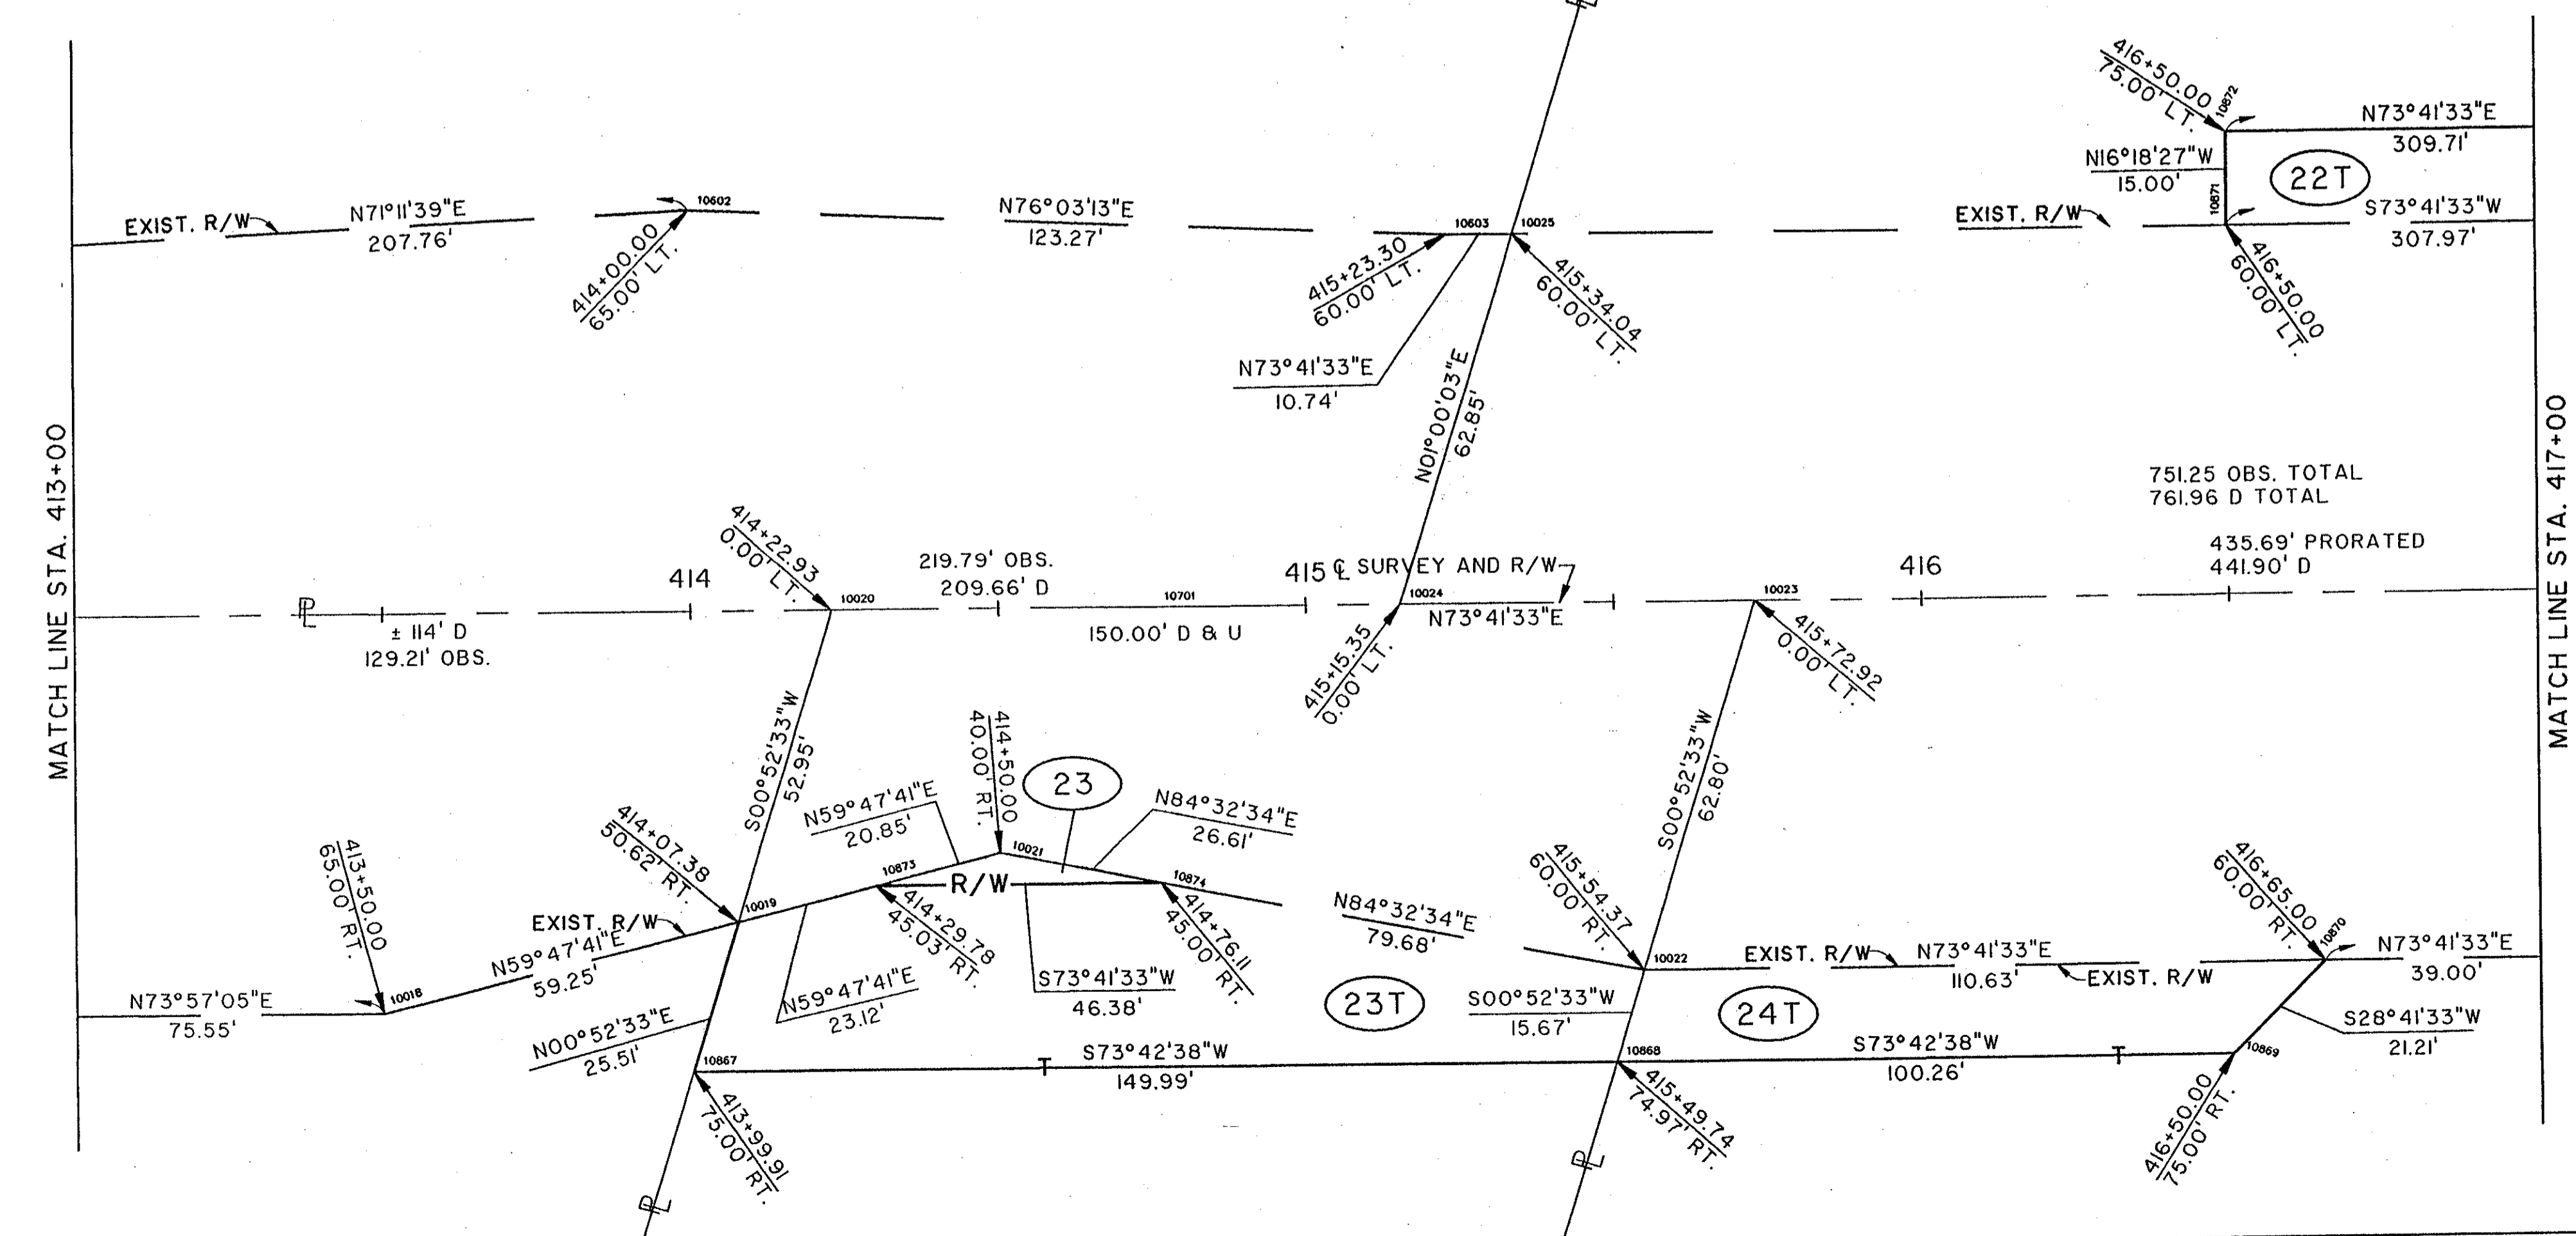 416+50.00
75.00' LT.
10872
N73°41'33"E
309.71'
N16°18'27"W
15.00'
22T
10871
EXIST. R/W
S73°41'33"W
307.97'
416+50.00
60.00' LT.
EXIST. R/W
N71°11'39"E
207.76'
10602
414+00.00
65.00' LT.
N76°03'13"E
123.27'
10603
10025
415+23.30
60.00' LT.
415+34.04
60.00' LT.
N73°41'33"E
10.74'
N01°00'03"E
62.85'
MATCH LINE STA. 413+00
MATCH LINE STA. 417+00
751.25 OBS. TOTAL
761.96 D TOTAL
435.69' PRORATED
441.90' D
414+22.93
0.00' LT.
414
219.79' OBS.
209.66' D
415 ℄ SURVEY AND R/W
416
10020
10701
10024
10023
N73°41'33"E
℄
± 114' D
129.21' OBS.
150.00' D & U
415+15.35
0.00' LT.
415+72.92
0.00' LT.
S00°52'33"W
52.95'
S00°52'33"W
62.80'
414+50.00
40.00' RT.
23
N59°47'41"E
20.85'
N84°32'34"E
26.61'
10021
10873
R/W
10874
414+07.38
50.62' RT.
10019
413+50.00
65.00' RT.
EXIST. R/W
N59°47'41"E
59.25'
10018
N73°57'05"E
75.55'
414+29.78
45.03' RT.
414+76.11
45.00' RT.
N84°32'34"E
79.68'
415+54.37
60.00' RT.
10022
EXIST. R/W
N73°41'33"E
110.63'
EXIST. R/W
416+65.00
60.00' RT.
10870
N73°41'33"E
39.00'
N59°47'41"E
23.12'
S73°41'33"W
46.38'
23T
S00°52'33"W
15.67'
24T
S28°41'33"W
21.21'
N00°52'33"E
25.51'
10867
T
S73°42'38"W
149.99'
10868
S73°42'38"W
100.26'
T
10869
413+99.91
75.00' RT.
415+49.74
74.97' RT.
416+50.00
75.00' RT.